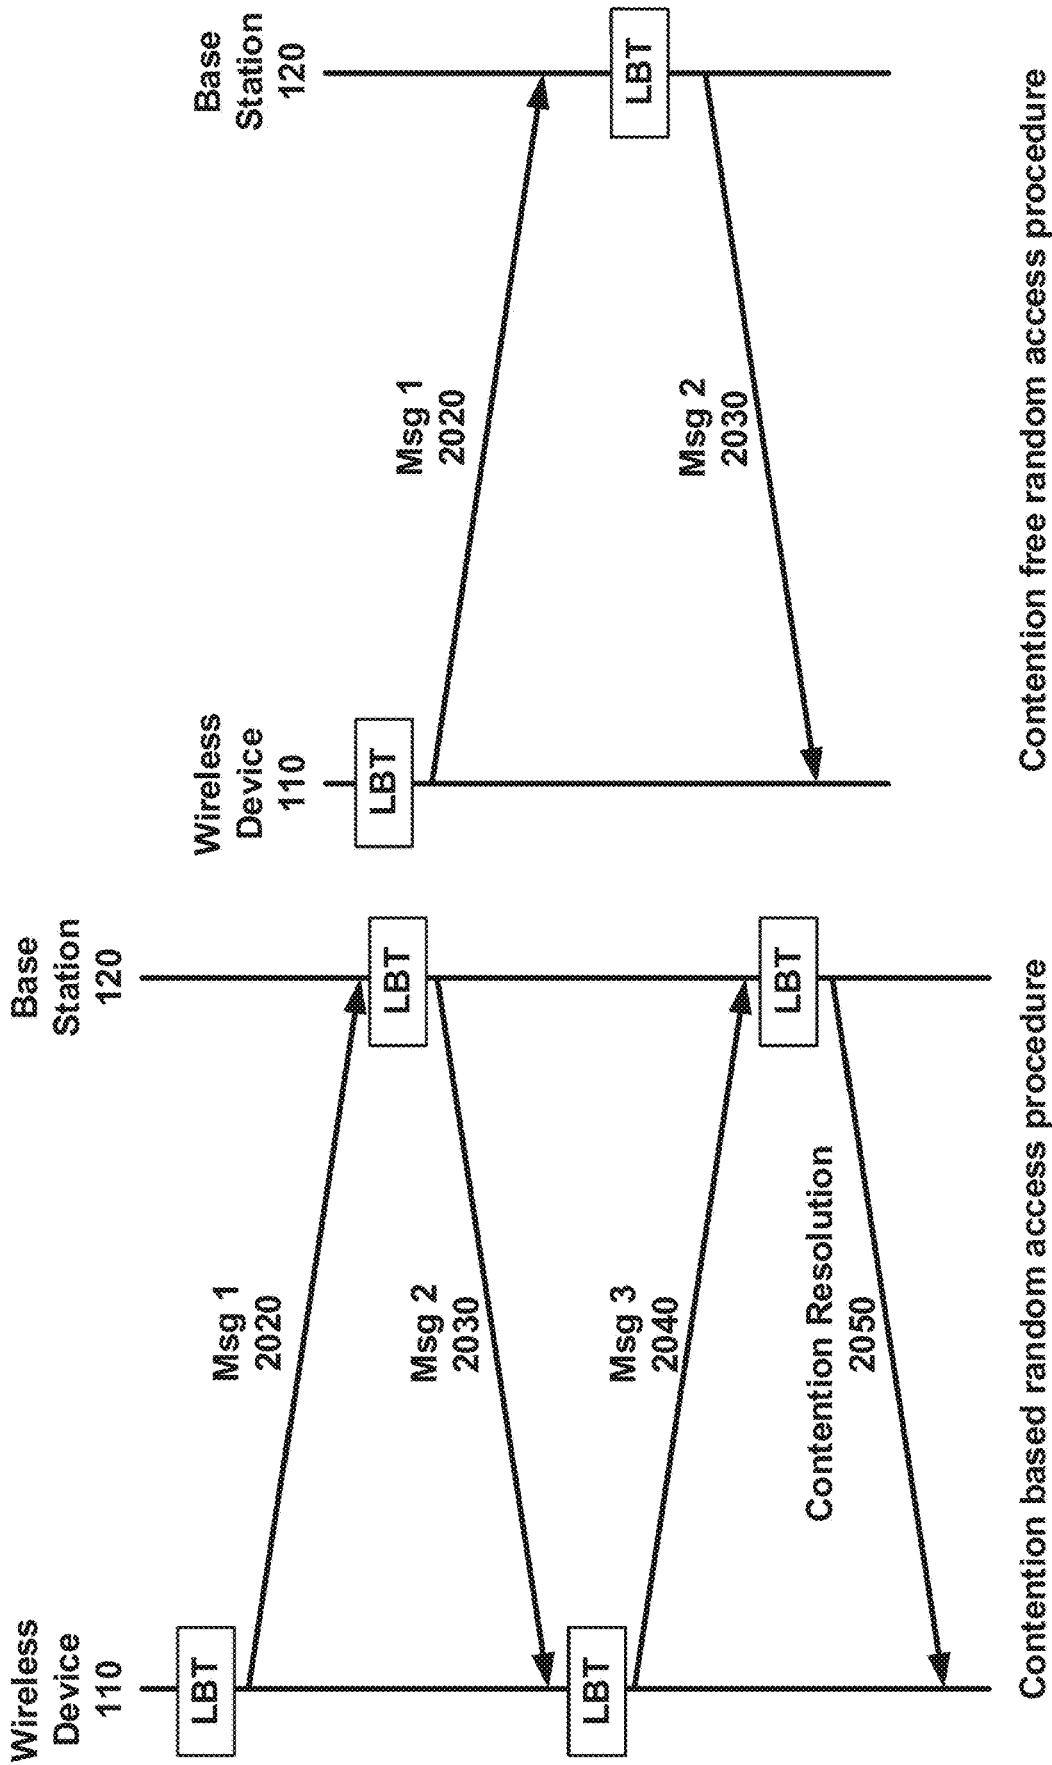 Wireless
Device
110
Base
Station
120
LBT
Msg 1
2020
LBT
Msg 2
2030
LBT
Msg 3
2040
LBT
Contention Resolution
2050
Contention based random access procedure
Wireless
Device
110
Base
Station
120
LBT
Msg 1
2020
LBT
Msg 2
2030
Contention free random access procedure